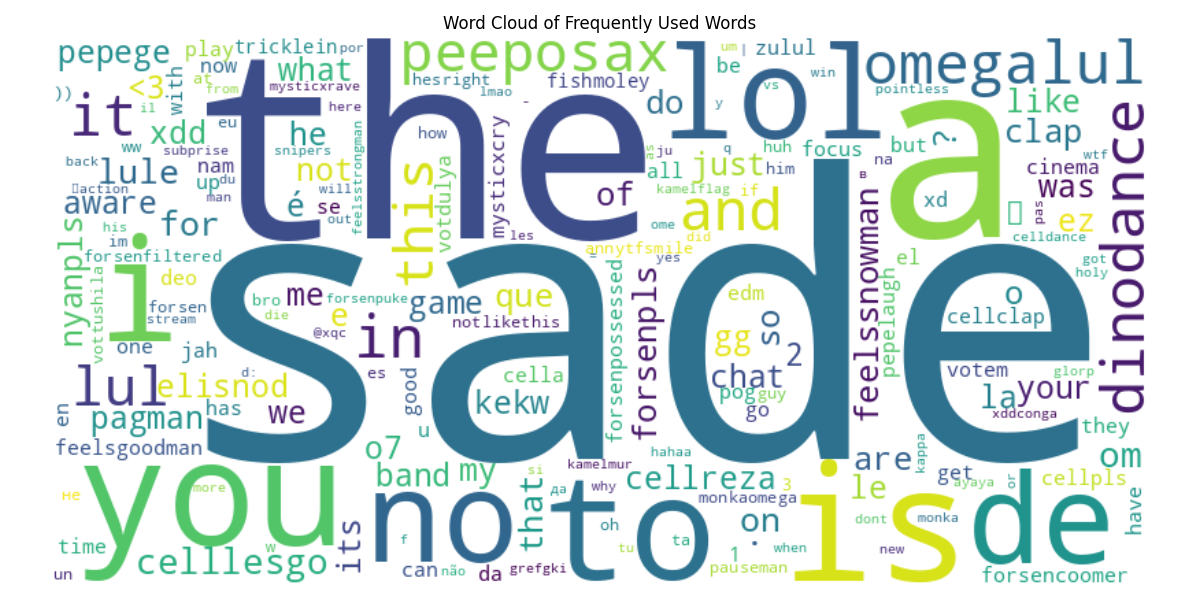 Word Cloud of Frequently Used Words
pepege
play
tricklein
por
peeposax
um
zulul
omegalul
now
what
hesright
fishmoley
be
win
))
<3
with
at
from
mysticxrave
lmao
-
do
y
vs
pointless
like
il
it
xdd
eu
he
here
the
lol
a
clap
ww
subprise
snipers
feelsstrongman
how
mysticxcry
as
ju
q
huh
focus
but
?
wtf
back
lule
nam
not
this
votdulya
all
just
him
na
cinema
action
up
du
man
é
se
will
out
of
kamelflag
if
в
xd
was
pas
aware
for
his
im
les
ome
and
did
ez
celldance
nyanpls
forsenfiltered
annytfsmile
yes
feelssnowman
el
got
holy
dinodance
i
deo
bro
me
forsenpuke
game
que
forsenpossessed
forsenpls
edm
pepelaugh
o
cellclap
vottushila
forsen
stream
die
e
@xqc
in
notlikethis
gg
so
2
one
jah
sade
d:
es
good
cella
chat
votem
glorp
lul
elisnod
kekw
pog
guy
go
la
your
xddconga
en
pagman
has
we
u
they
feelsgoodman
o7
hahaa
are
kappa
om
you
more
band
my
si
kamelmur
cellreza
3
le
get
ayaya
or
cellpls
не
that
да
why
monkaomega
no
to
is
de
have
time
celllesgo
w
its
f
oh
on
.
dont
monka
tu
ta
1
when
new
un
can
não
da
grefgki
pauseman
forsencoomer